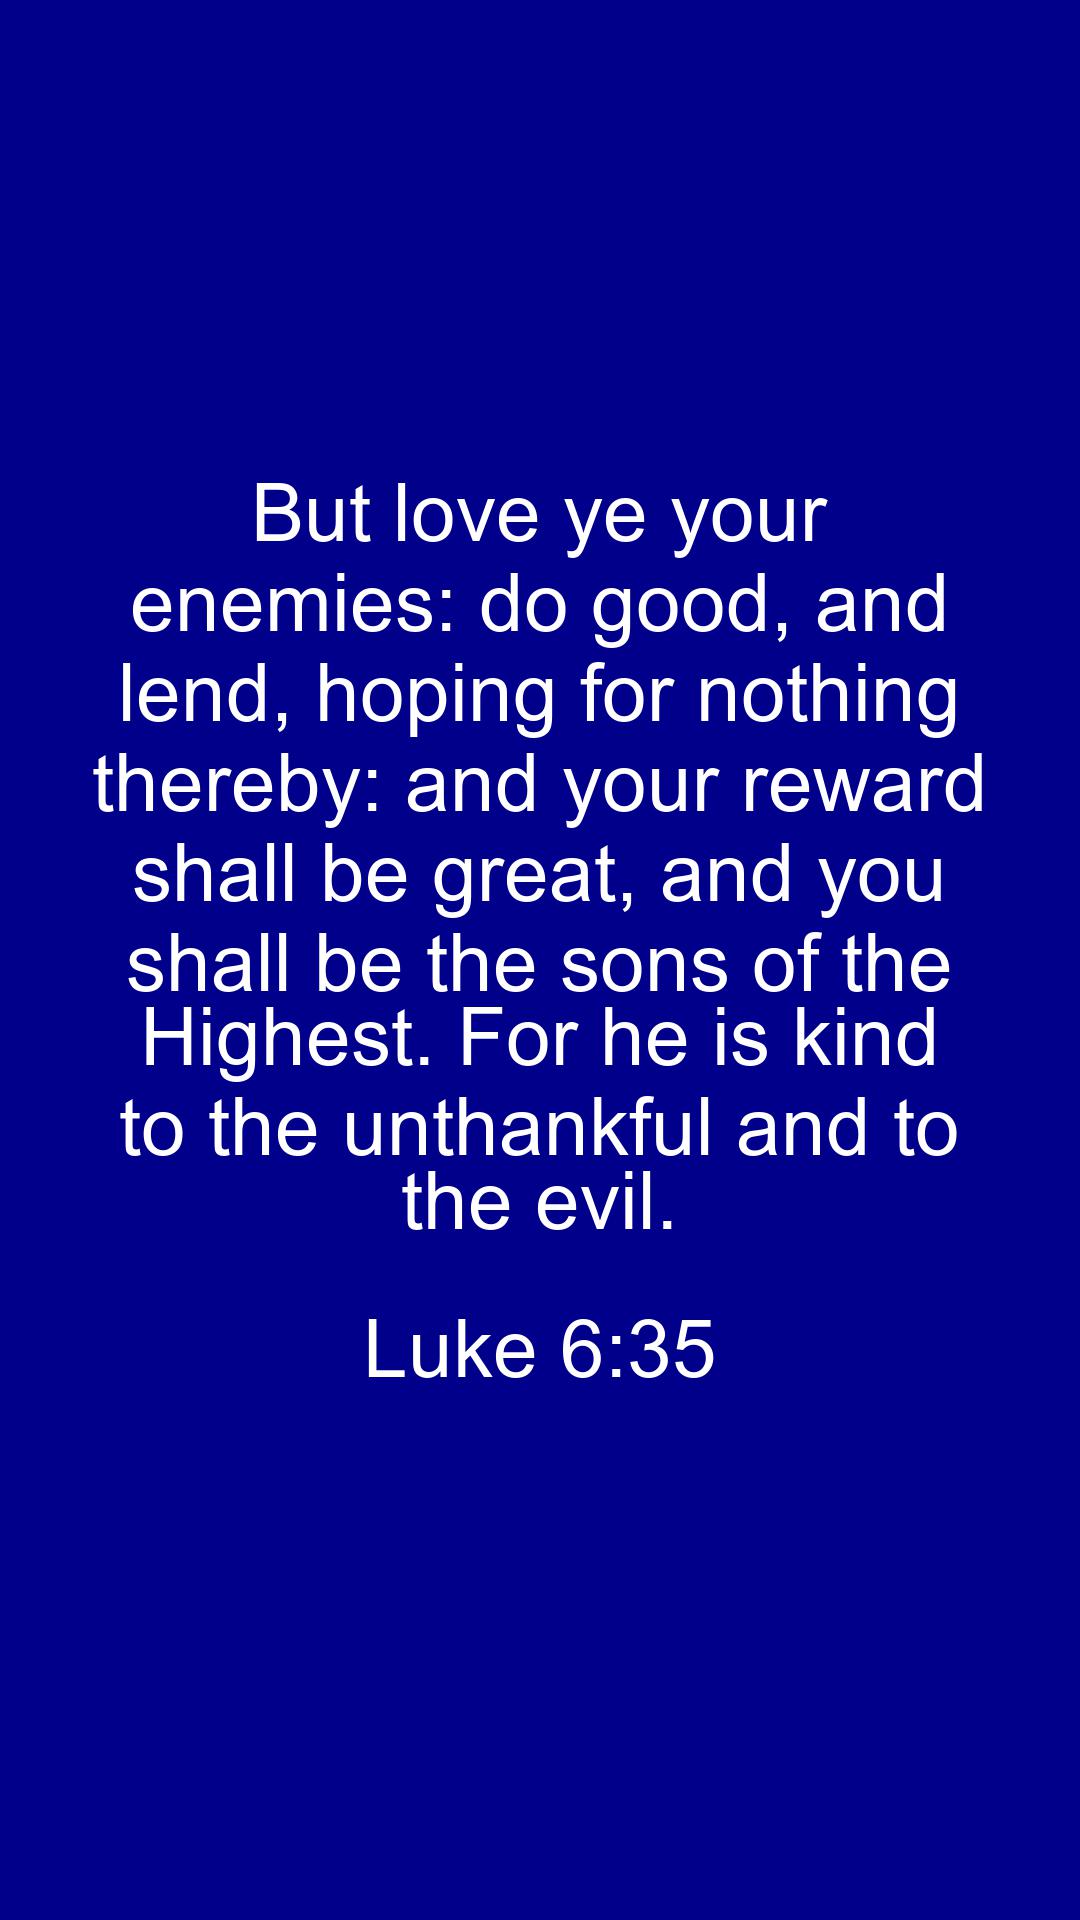 But love ye your
enemies: do good, and
lend, hoping for nothing
thereby: and your reward
shall be great, and you
shall be the sons of the
Highest. For he is kind
to the unthankful and to
the evil.
Luke 6:35